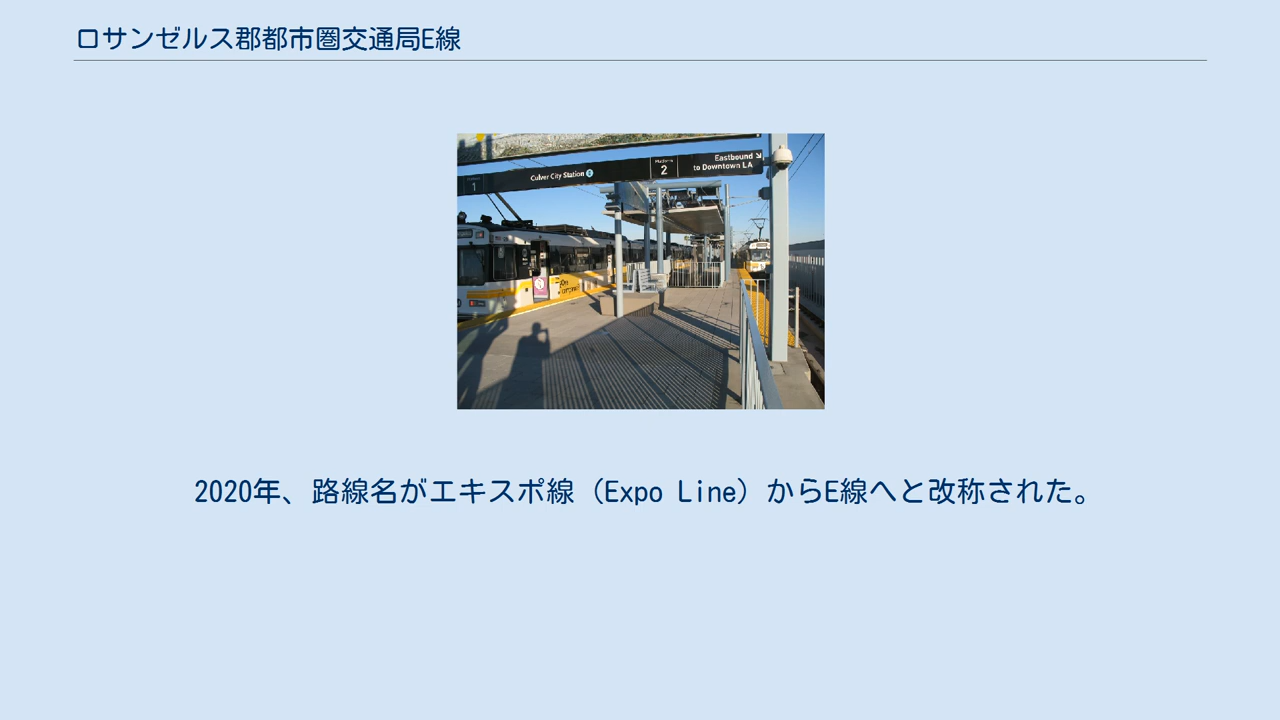 ロサンゼルス郡都市圏交通局E線
Platform 2
Eastbound
1
Culver City Station
to Downtown LA
2020年、路線名がエキスポ線（Expo Line）からE線へと改称された。